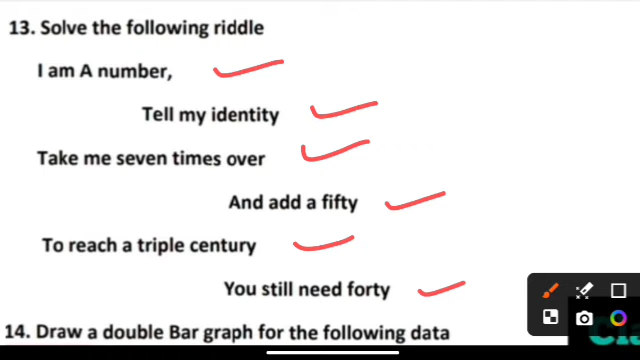 13. Solve the following riddle
I am A number,
Tell my identity
Take me seven times over
And add a fifty
To reach a triple century
You still need forty
14. Draw a double Bar graph for the following data